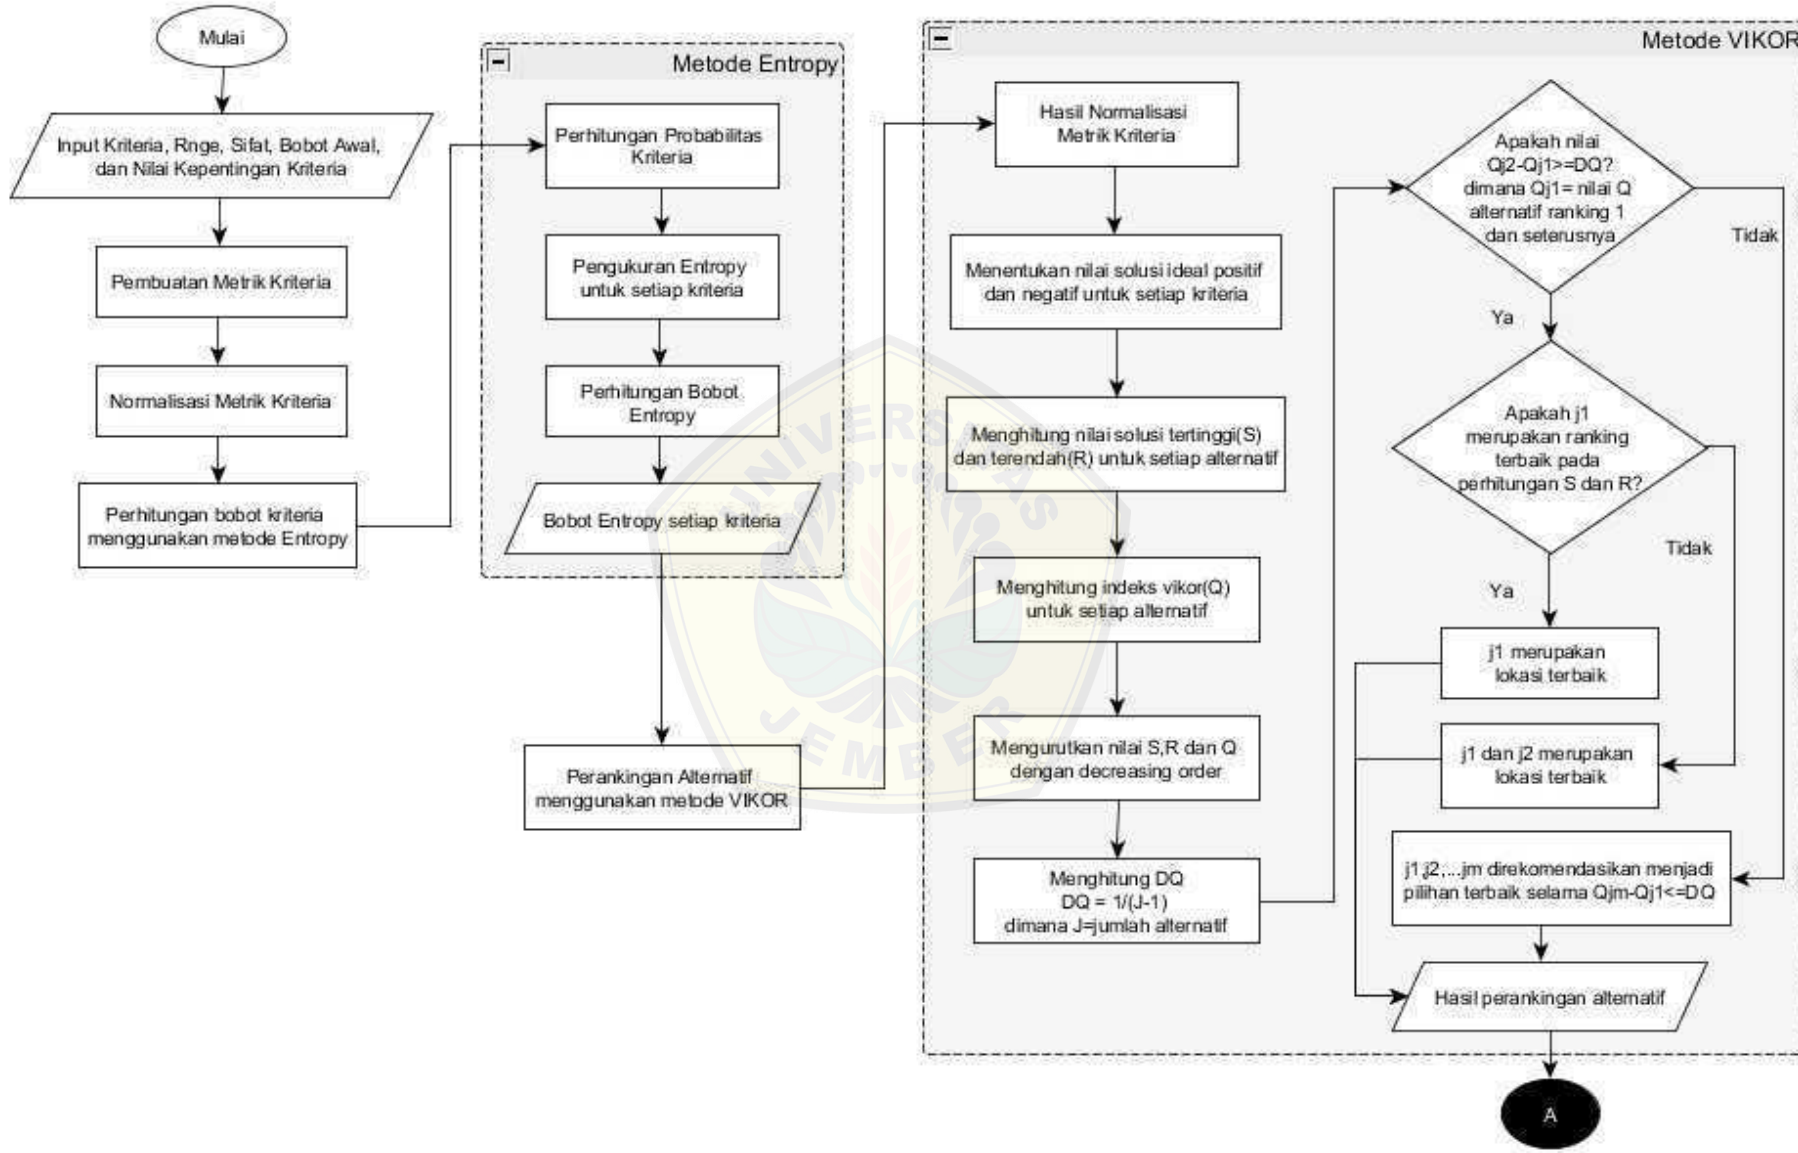 Mulai
Input Kriteria, Rnge, Sifat, Bobot Awal,
dan Nilai Kepentingan Kriteria
Pembuatan Metrik Kriteria
Normalisasi Metrik Kriteria
Perhitungan bobot kriteria
menggunakan metode Entropy
Metode Entropy
Perhitungan Probabilitas
Kriteria
Pengukuran Entropy
untuk setiap kriteria
Perhitungan Bobot
Entropy
Bobot Entropy setiap kriteria
Perankingan Alternatif
menggunakan metode VIKOR
Metode VIKOR
Hasil Normalisasi
Metrik Kriteria
Menentukan nilai solusi ideal positif
dan negatif untuk setiap kriteria
Menghitung nilai solusi tertinggi(S)
dan terendah(R) untuk setiap alternatif
Menghitung indeks vikor(Q)
untuk setiap alternatif
Mengurutkan nilai S,R dan Q
dengan decreasing order
Menghitung DQ
DQ = 1/(J-1)
dimana J=jumlah alternatif
Apakah nilai
Qj2-Qj1>=DQ?
dimana Qj1= nilai Q
alternatif ranking 1
dan seterusnya
Tidak
Ya
Apakah j1
merupakan ranking
terbaik pada
perhitungan S dan R?
Tidak
Ya
j1 merupakan
lokasi terbaik
j1 dan j2 merupakan
lokasi terbaik
j1,j2,...jm direkomendasikan menjadi
pilihan terbaik selama Qjm-Qj1<=DQ
Hasil perankingan alternatif
A
UNIVERSITAS
JEMBER